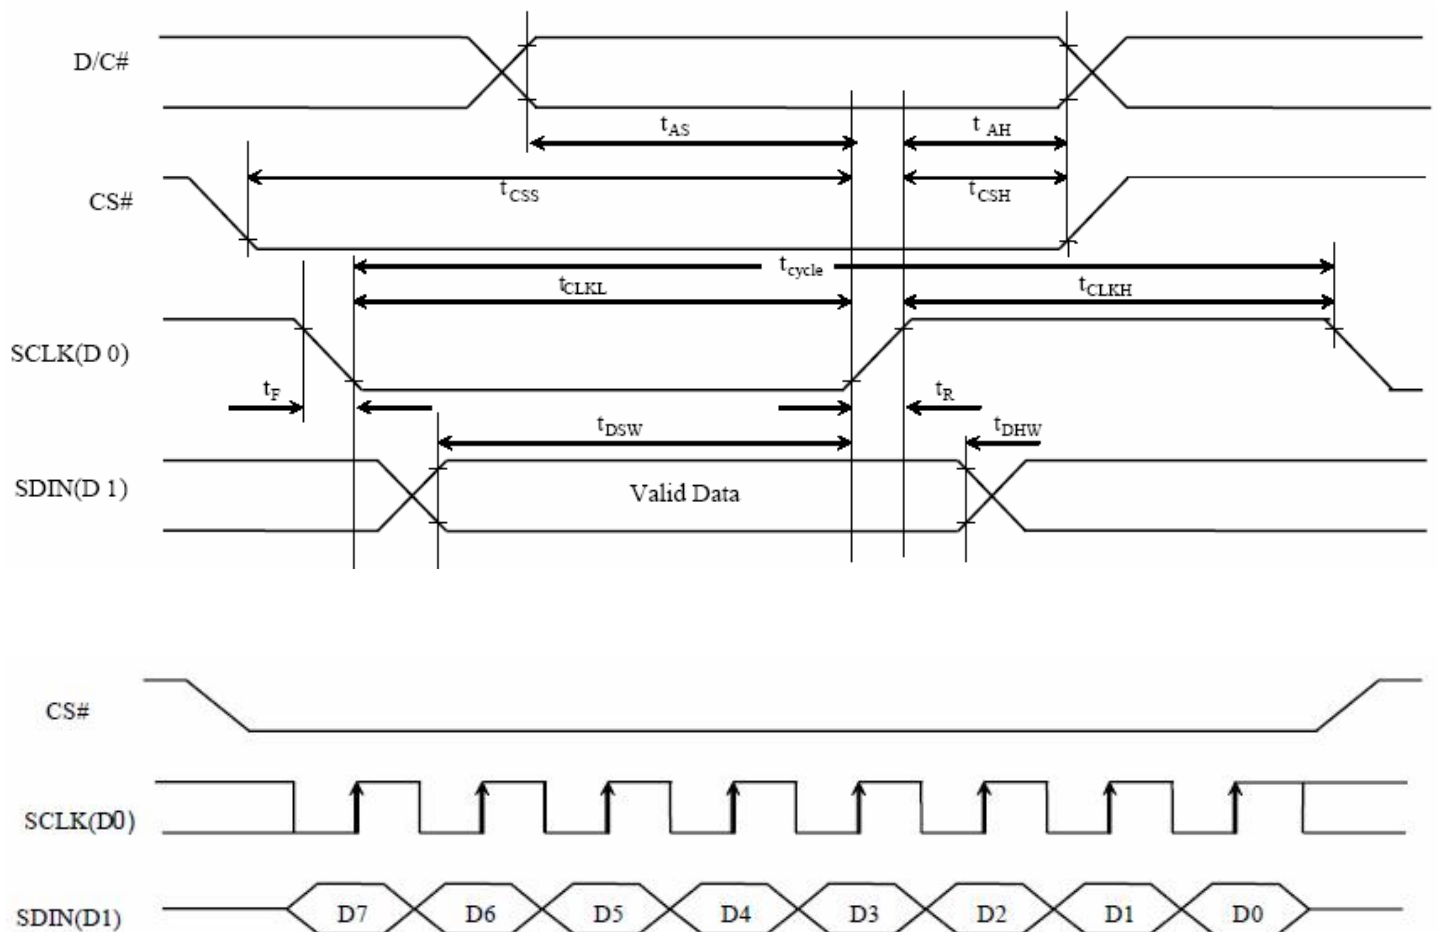 D/C#
tAS
t AH
CS#
tCSS
tCSH
tcycle
tCLKL
tCLKH
SCLK(D 0)
tF
tR
tDSW
tDHW
SDIN(D 1)
Valid Data
CS#
SCLK(D0)
SDIN(D1)
D7 D6 D5 D4 D3 D2 D1 D0